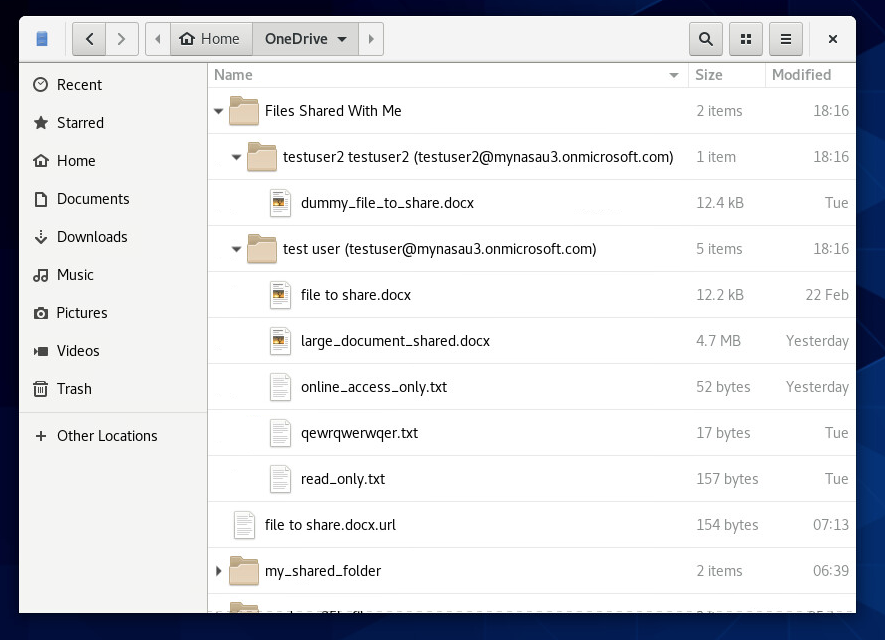 Home OneDrive
Name Size Modified
Recent
Starred
Home
Documents
Downloads
Music
Pictures
Videos
Trash
Other Locations
Files Shared With Me 2 items 18:16
testuser2 testuser2 (testuser2@mynasau3.onmicrosoft.com) 1 item 18:16
dummy_file_to_share.docx 12.4 kB Tue
test user (testuser@mynasau3.onmicrosoft.com) 5 items 18:16
file to share.docx 12.2 kB 22 Feb
large_document_shared.docx 4.7 MB Yesterday
online_access_only.txt 52 bytes Yesterday
qewrqwerwqer.txt 17 bytes Tue
read_only.txt 157 bytes Tue
file to share.docx.url 154 bytes 07:13
my_shared_folder 2 items 06:39